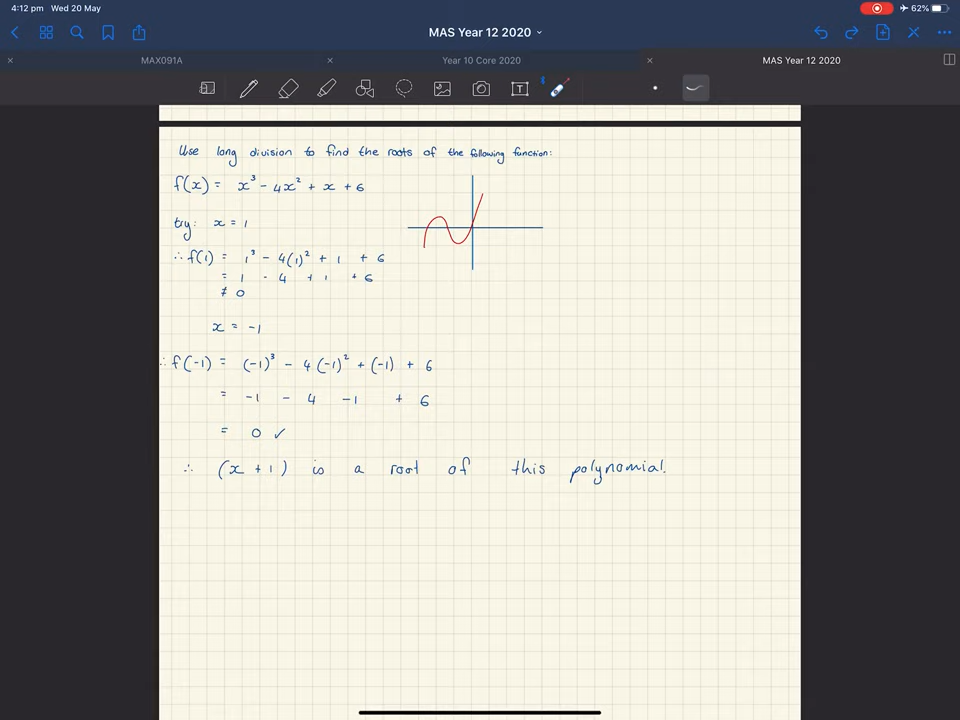 4:12 pm Wed 20 May
62%
MAS Year 12 2020
MAX091A
Year 10 Core 2020
MAS Year 12 2020
Use long division to find the roots of the following function:
f(x) = x³ - 4x² + x + 6
try: x = 1
∴ f(1) = 1³ - 4(1)² + 1 + 6
= 1 - 4 + 1 + 6
≠ 0
x = -1
∴ f(-1) = (-1)³ - 4(-1)² + (-1) + 6
= -1 - 4 -1 + 6
= 0 ✓
∴ (x + 1) is a root of this polynomial.